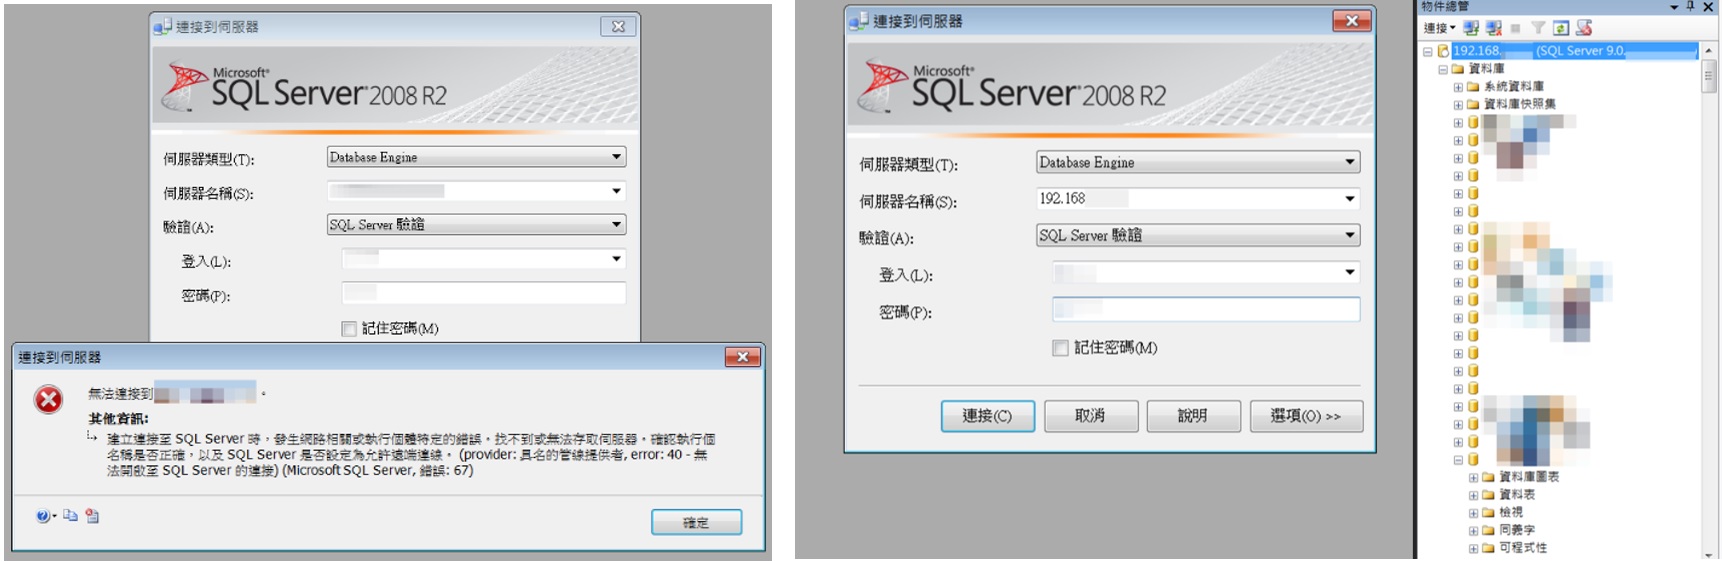 連接到伺服器
Microsoft®
SQL Server® 2008 R2
伺服器類型(T):
Database Engine
伺服器名稱(S):
驗證(A):
SQL Server 驗證
登入(L):
密碼(P):
記住密碼(M)
連接到伺服器
無法連接到 。
其他資訊:
建立連接至 SQL Server 時，發生網路相關或執行個體特定的錯誤。找不到或無法存取伺服器。確認執行個
名稱是否正確，以及 SQL Server 是否設定為允許遠端連線。 (provider: 具名的管線提供者, error: 40 - 無
法開啟至 SQL Server 的連接) (Microsoft SQL Server, 錯誤: 67)
確定
連接到伺服器
Microsoft®
SQL Server® 2008 R2
伺服器類型(T):
Database Engine
伺服器名稱(S):
192.168
驗證(A):
SQL Server 驗證
登入(L):
密碼(P):
記住密碼(M)
連接(C)
取消
說明
選項(O) >>
物件總管
連接
192.168. (SQL Server 9.0.
資料庫
系統資料庫
資料庫快照集
資料庫圖表
資料表
檢視
同義字
可程式性